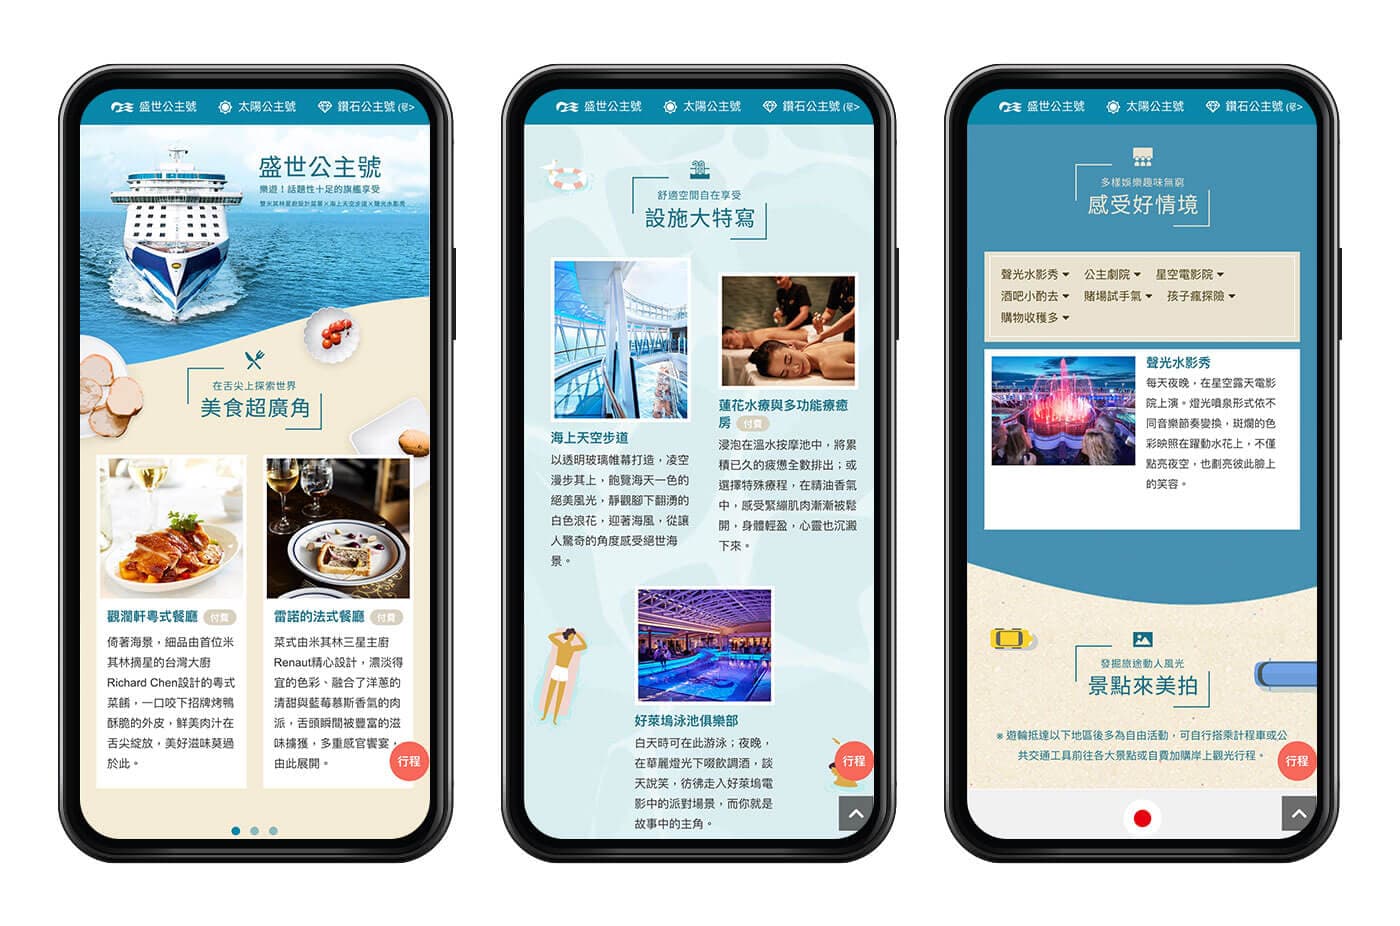 盛世公主號 太陽公主號 鑽石公主號
盛世公主號
樂遊！話題性十足的旗艦享受
雙米其林星廚設計菜單×海上天空步道×聲光水影秀
在舌尖上探索世界
美食超廣角
觀瀾軒粵式餐廳 付費
倚著海景，細品由首位米
其林摘星的台灣大廚
Richard Chen設計的粵式
菜餚，一口咬下招牌烤鴨
酥脆的外皮，鮮美肉汁在
舌尖綻放，美好滋味莫過
於此。
雷諾的法式餐廳 付費
菜式由米其林三星主廚
Renaut精心設計，濃淡得
宜的色彩、融合了洋蔥的
清甜與藍莓慕斯香氣的肉
派，舌頭瞬間被豐富的滋
味擄獲，多重感官饗宴，
由此展開。
行程
盛世公主號 太陽公主號 鑽石公主號
舒適空間自在享受
設施大特寫
海上天空步道
以透明玻璃帷幕打造，凌空
漫步其上，飽覽海天一色的
絕美風光，靜觀腳下翻湧的
白色浪花，迎著海風，從讓
人驚奇的角度感受絕世海
景。
蓮花水療與多功能療癒
房 付費
浸泡在溫水按摩池中，將累
積已久的疲憊全數排出；或
選擇特殊療程，在精油香氣
中，感受緊繃肌肉漸漸被鬆
開，身體輕盈，心靈也沉澱
下來。
好萊塢泳池俱樂部
白天時可在此游泳；夜晚，
在華麗燈光下啜飲調酒，談
天說笑，彷彿走入好萊塢電
影中的派對場景，而你就是
故事中的主角。
行程
盛世公主號 太陽公主號 鑽石公主號
多樣娛樂趣味無窮
感受好情境
聲光水影秀 公主劇院 星空電影院
酒吧小酌去 賭場試手氣 孩子瘋探險
購物收穫多
聲光水影秀
每天夜晚，在星空露天電影
院上演。燈光噴泉形式依不
同音樂節奏變換，斑斕的色
彩映照在躍動水花上，不僅
點亮夜空，也劃亮彼此臉上
的笑容。
發掘旅途動人風光
景點來美拍
※ 遊輪抵達以下地區後多為自由活動，可自行搭乘計程車或公
共交通工具前往各大景點或自費加購岸上觀光行程。
行程